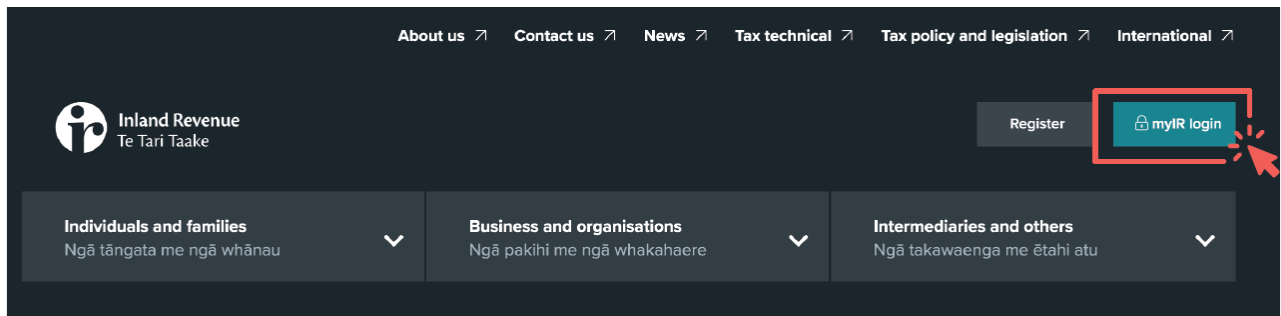 About us Contact us News Tax technical Tax policy and legislation International
ir Inland Revenue
Te Tari Taake
Register myIR login
Individuals and families Business and organisations Intermediaries and others
Ngā tāngata me ngā whānau Ngā pakihi me ngā whakahaere Ngā takawaenga me ētahi atu